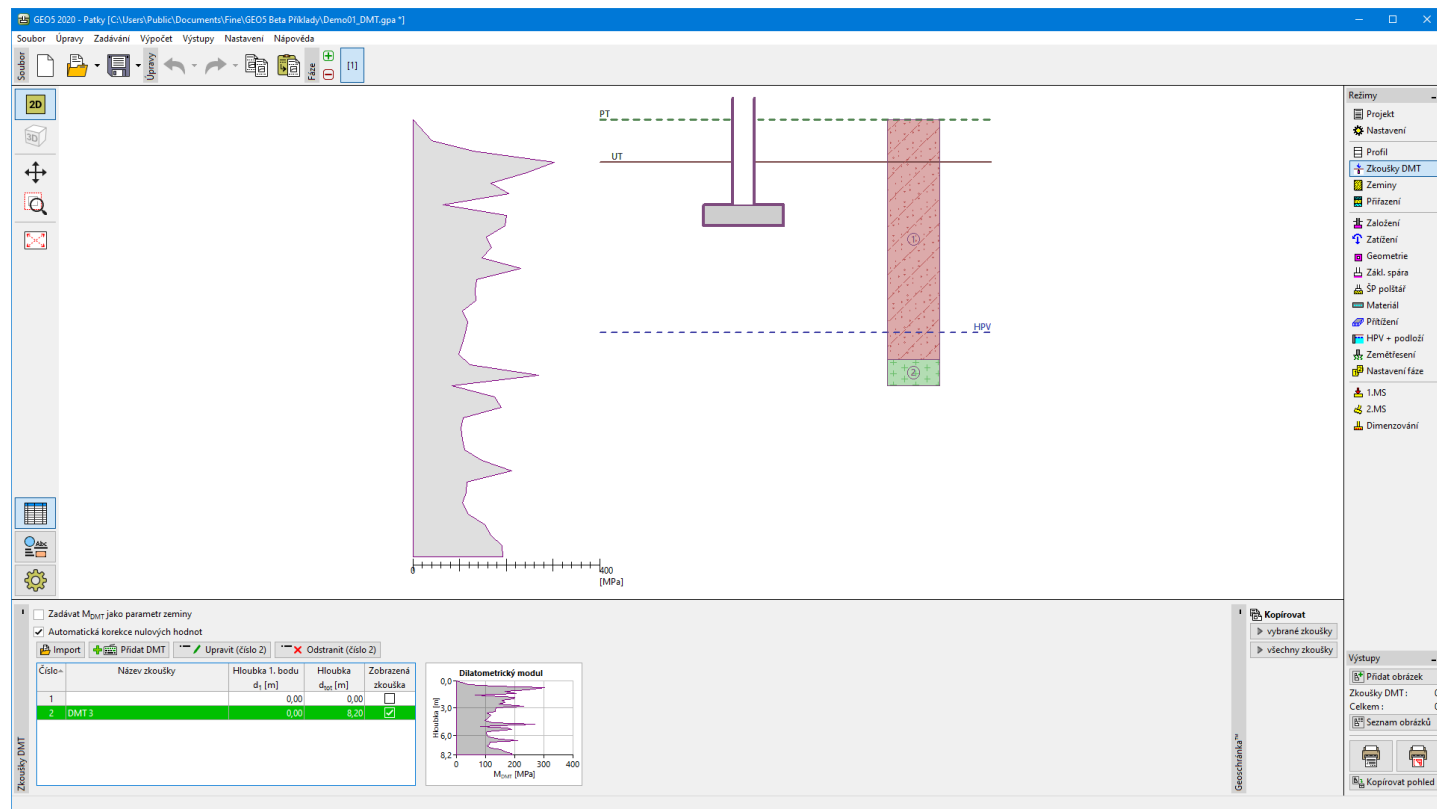 GEO5 2020 - Patky [C:\Users\Public\Documents\Fine\GEO5 Beta Příklady\Demo01_DMT.gpa *]
Soubor Úpravy Zadávání Výpočet Výstupy Nastavení Nápověda
Soubor
Úpravy
Fáze
[1]
2D
3D
Abc
PT
UT
HPV
1
2
0
400
[MPa]
Režimy
Projekt
Nastavení
Profil
Zkoušky DMT
Zeminy
Přiřazení
Založení
Zatížení
Geometrie
Zákl. spára
ŠP polštář
Materiál
Přitížení
HPV + podloží
Zemětřesení
Nastavení fáze
1.MS
2.MS
Dimenzování
Zkoušky DMT
Zadávat MDMT jako parametr zeminy
Automatická korekce nulových hodnot
Import Přidat DMT Upravit (číslo 2) Odstranit (číslo 2)
Číslo Název zkoušky Hloubka 1. bodu Hloubka Zobrazená
d1 [m] dtot [m] zkouška
1 0,00 0,00
2 DMT 3 0,00 8,20
Dilatometrický modul
Hloubka [m]
0,0
3,0
6,0
8,2
0 100 200 300 400
MDMT [MPa]
Geoschránka™
Kopírovat
vybrané zkoušky
všechny zkoušky
Výstupy
Přidat obrázek
Zkoušky DMT : 0
Celkem : 0
Seznam obrázků
Kopírovat pohled